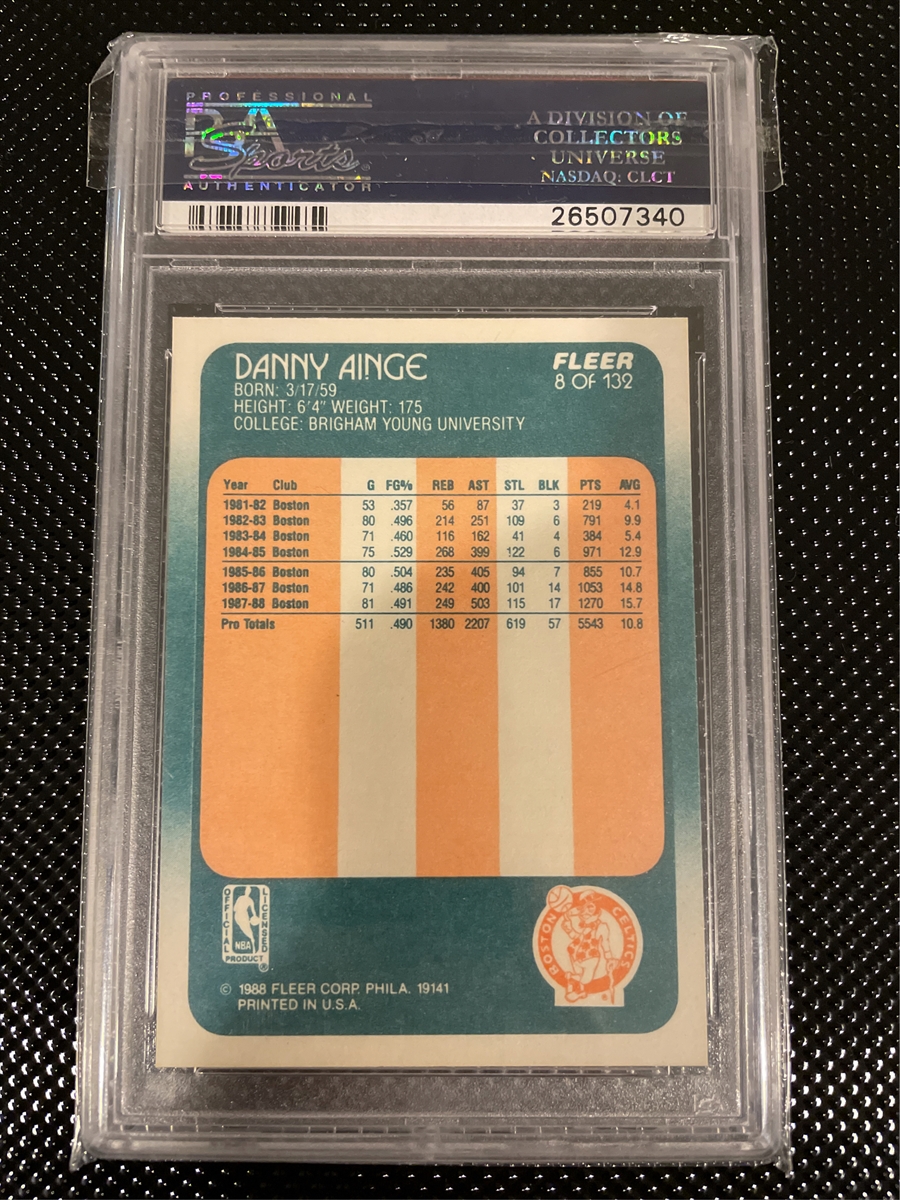 PROFESSIONAL
PSA
Sports
AUTHENTICATOR
A DIVISION OF
COLLECTORS
UNIVERSE
NASDAQ: CLCT
26507340
DANNY AINGE
BORN: 3/17/59
HEIGHT: 6'4" WEIGHT: 175
COLLEGE: BRIGHAM YOUNG UNIVERSITY
FLEER
8 OF 132
Year Club G FG% REB AST STL BLK PTS AVG
1981-82 Boston 53 .357 56 87 37 3 219 4.1
1982-83 Boston 80 .496 214 251 109 6 791 9.9
1983-84 Boston 71 .460 116 162 41 4 384 5.4
1984-85 Boston 75 .529 268 399 122 6 971 12.9
1985-86 Boston 80 .504 235 405 94 7 855 10.7
1986-87 Boston 71 .486 242 400 101 14 1053 14.8
1987-88 Boston 81 .491 249 503 115 17 1270 15.7
Pro Totals 511 .490 1380 2207 619 57 5543 10.8
OFFICIAL
LICENSED
NBA
PRODUCT ®
BOSTON CELTICS
© 1988 FLEER CORP. PHILA. 19141
PRINTED IN U.S.A.